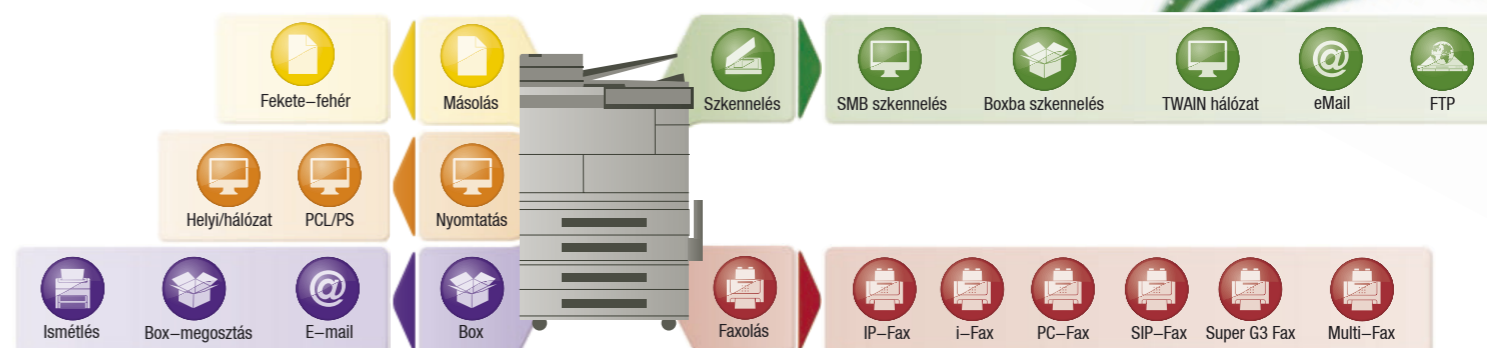 Fekete–fehér
Másolás
Szkennelés
SMB szkennelés
Boxba szkennelés
TWAIN hálózat
eMail
FTP
Helyi/hálózat
PCL/PS
Nyomtatás
Ismétlés
Box–megosztás
E–mail
Box
Faxolás
IP–Fax
i–Fax
PC–Fax
SIP–Fax
Super G3 Fax
Multi–Fax